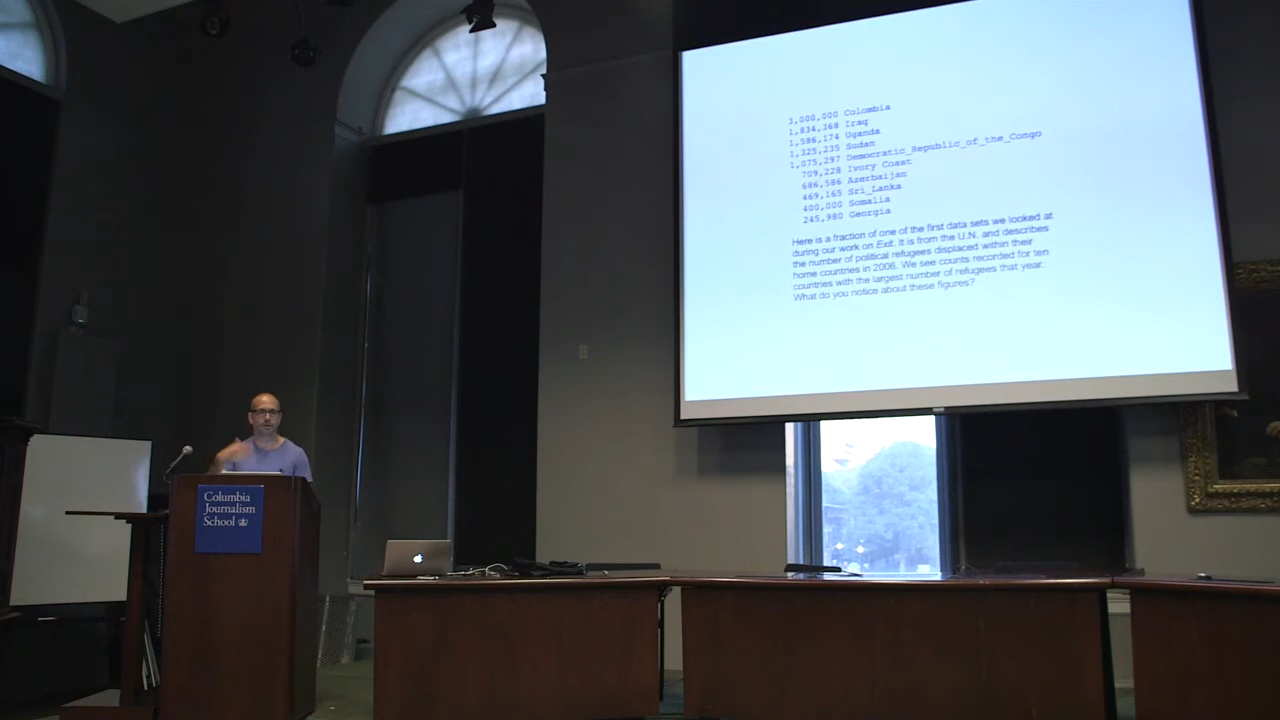 3,000,000 Colombia
1,834,368 Iraq
1,586,174 Uganda
1,325,235 Sudan
1,075,297 Democratic_Republic_of_the_Congo
709,228 Ivory Coast
686,586 Azerbaijan
469,165 Sri_Lanka
400,000 Somalia
245,980 Georgia
Here is a fraction of one of the first data sets we looked at
during our work on Exit. It is from the U.N. and describes
the number of political refugees displaced within their
home countries in 2006. We see counts recorded for ten
countries with the largest number of refugees that year.
What do you notice about these figures?
Columbia
Journalism
School